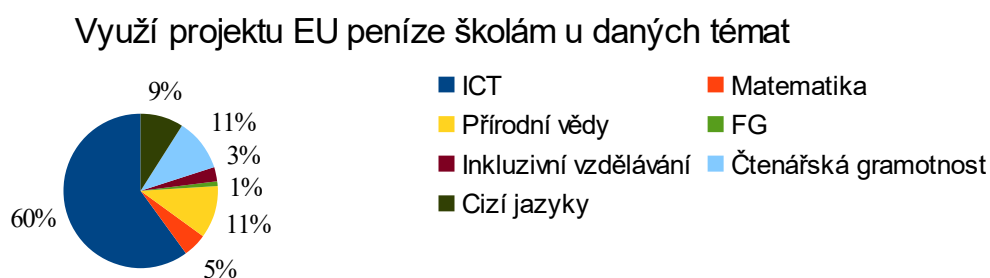 Využí projektu EU peníze školám u daných témat
9%
11%
3%
1%
11%
5%
60%
ICT
Matematika
Přírodní vědy
FG
Inkluzivní vzdělávání
Čtenářská gramotnost
Cizí jazyky